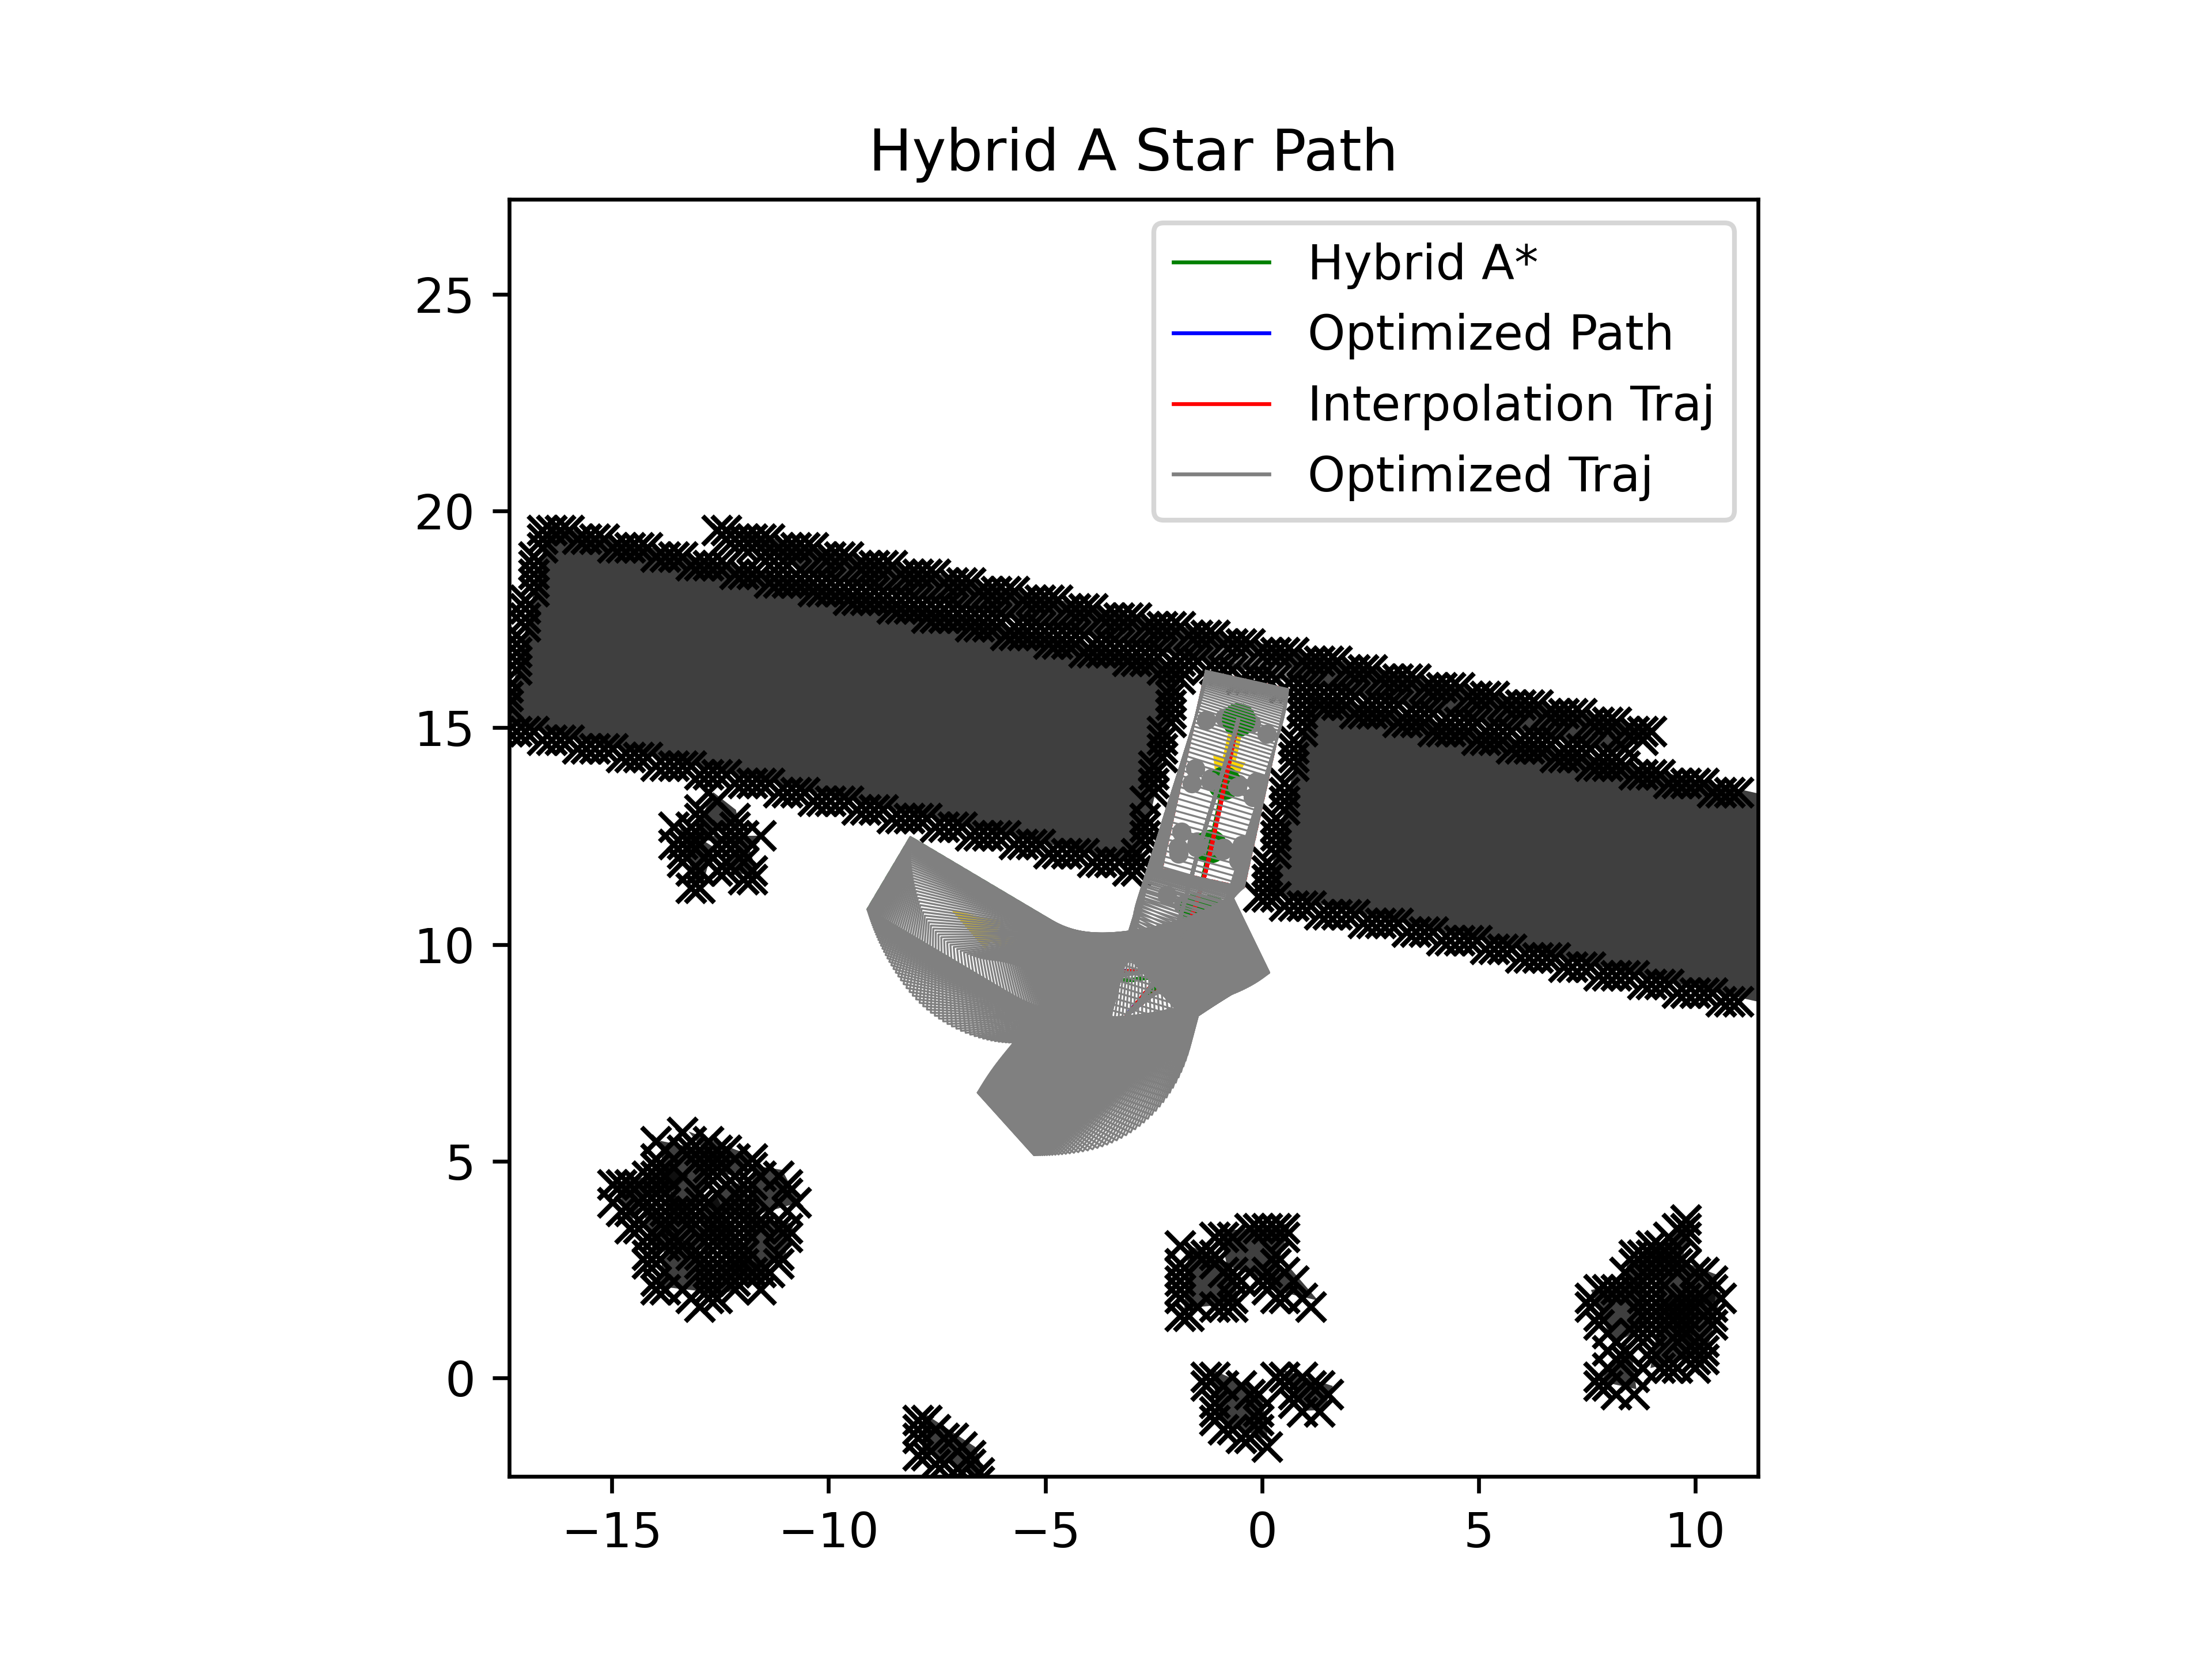 Hybrid A Star Path
Hybrid A*
Optimized Path
Interpolation Traj
Optimized Traj
25
20
15
10
5
0
−15 −10 −5 0 5 10